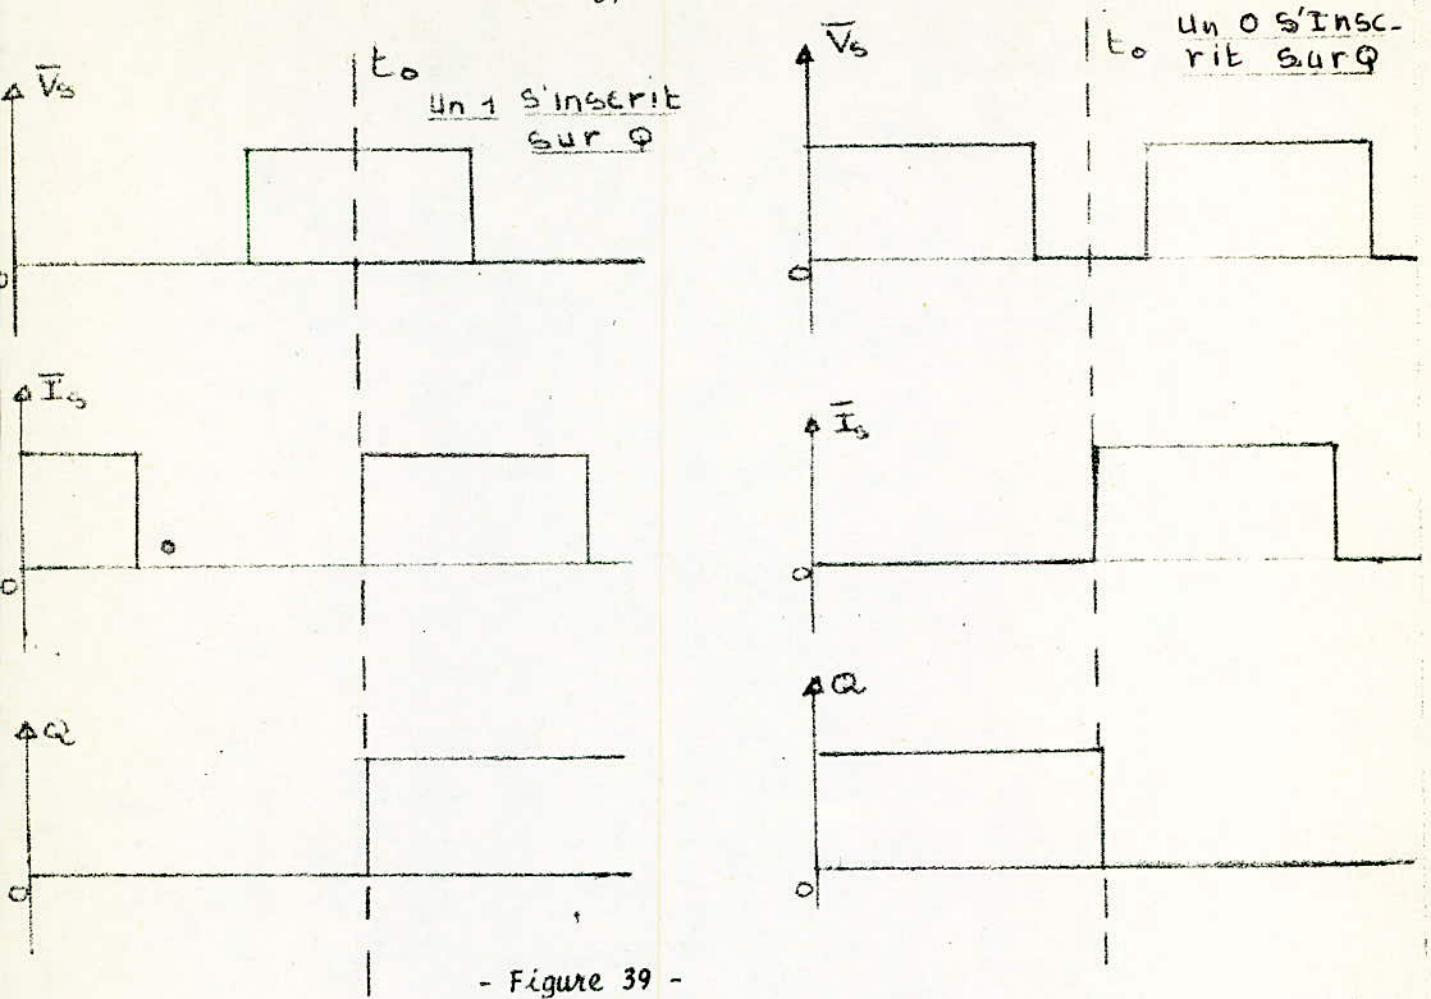 V̅s
t₀
Un 1 s'inscrit
sur Q
0
I̅s
0
Q
0
V̅s
t₀
Un 0 s'Insc-
rit sur Q
0
I̅s
0
Q
0
- Figure 39 -